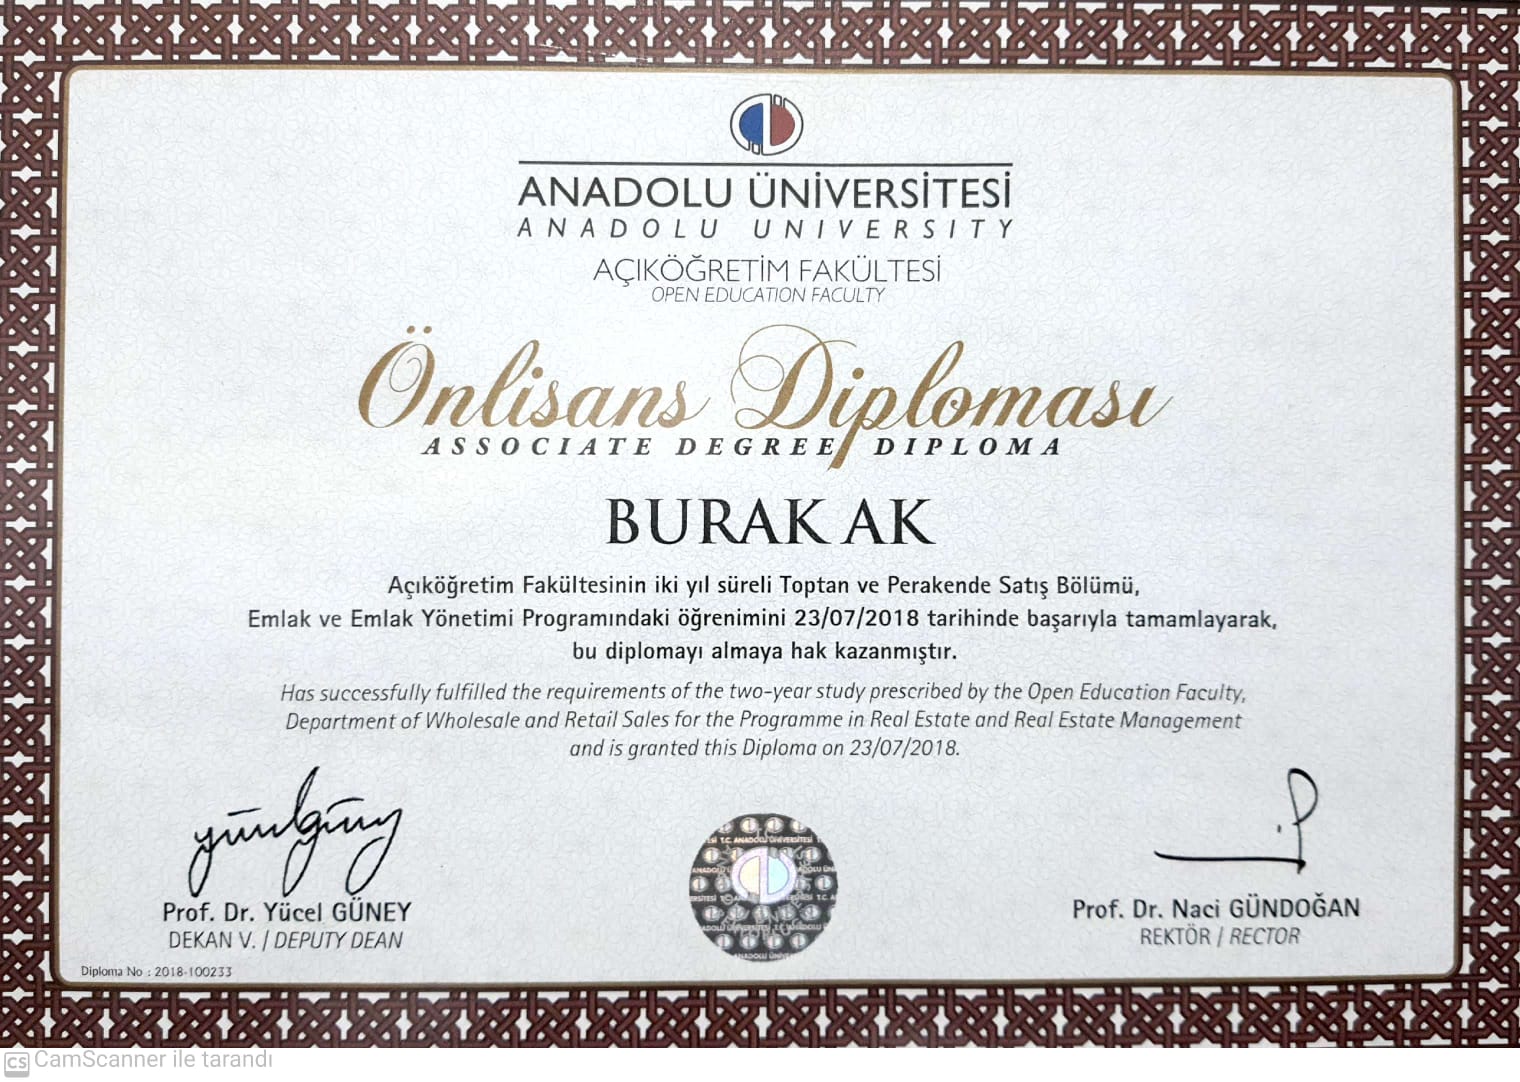 ANADOLU ÜNİVERSİTESİ
ANADOLU UNIVERSITY
AÇIKÖĞRETİM FAKÜLTESİ
OPEN EDUCATION FACULTY
Önlisans Diploması
ASSOCIATE DEGREE DIPLOMA
BURAK AK
Açıköğretim Fakültesinin iki yıl süreli Toptan ve Perakende Satış Bölümü,
Emlak ve Emlak Yönetimi Programındaki öğrenimini 23/07/2018 tarihinde başarıyla tamamlayarak,
bu diplomayı almaya hak kazanmıştır.
Has successfully fulfilled the requirements of the two-year study prescribed by the Open Education Faculty,
Department of Wholesale and Retail Sales for the Programme in Real Estate and Real Estate Management
and is granted this Diploma on 23/07/2018.
T.C. ANADOLU ÜNİVERSİTESİ
Prof. Dr. Yücel GÜNEY
DEKAN V. / DEPUTY DEAN
Prof. Dr. Naci GÜNDOĞAN
REKTÖR / RECTOR
Diploma No : 2018-100233
CS CamScanner ile tarandı